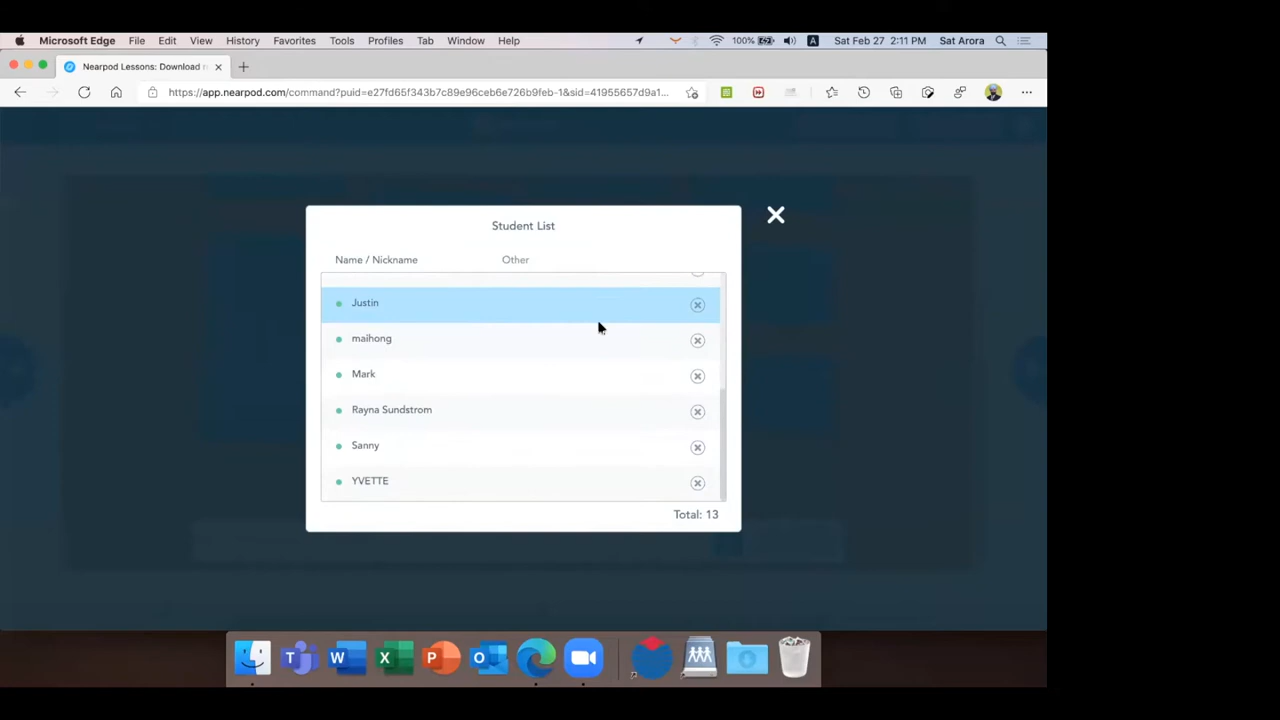 Microsoft Edge File Edit View History Favorites Tools Profiles Tab Window Help 100% A Sat Feb 27 2:11 PM Sat Arora
Nearpod Lessons: Download
https://app.nearpod.com/command?puid=e27fd65f343b7c89e96ceb6e726b9feb-1&sid=41955657d9a1...
Student List
Name / Nickname Other
Justin
maihong
Mark
Rayna Sundstrom
Sanny
YVETTE
Total: 13
T W X P O